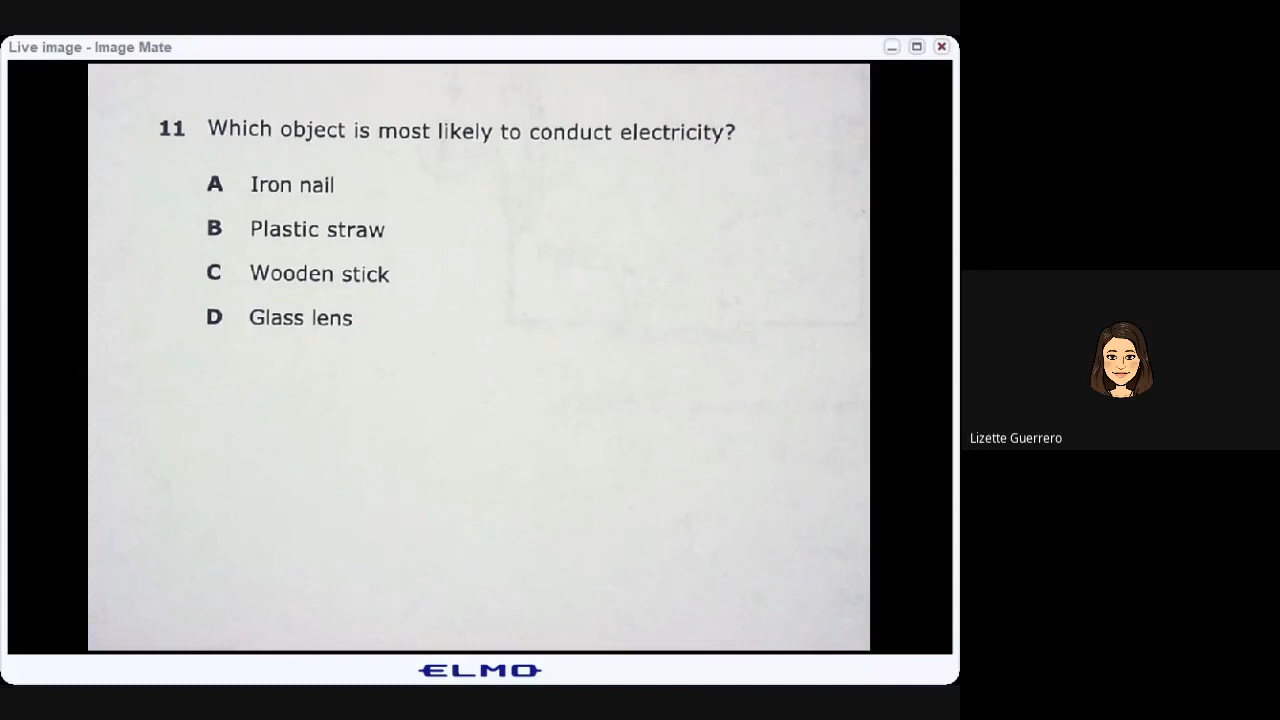 Live image - Image Mate
11 Which object is most likely to conduct electricity?
A Iron nail
B Plastic straw
C Wooden stick
D Glass lens
ELMO
Lizette Guerrero